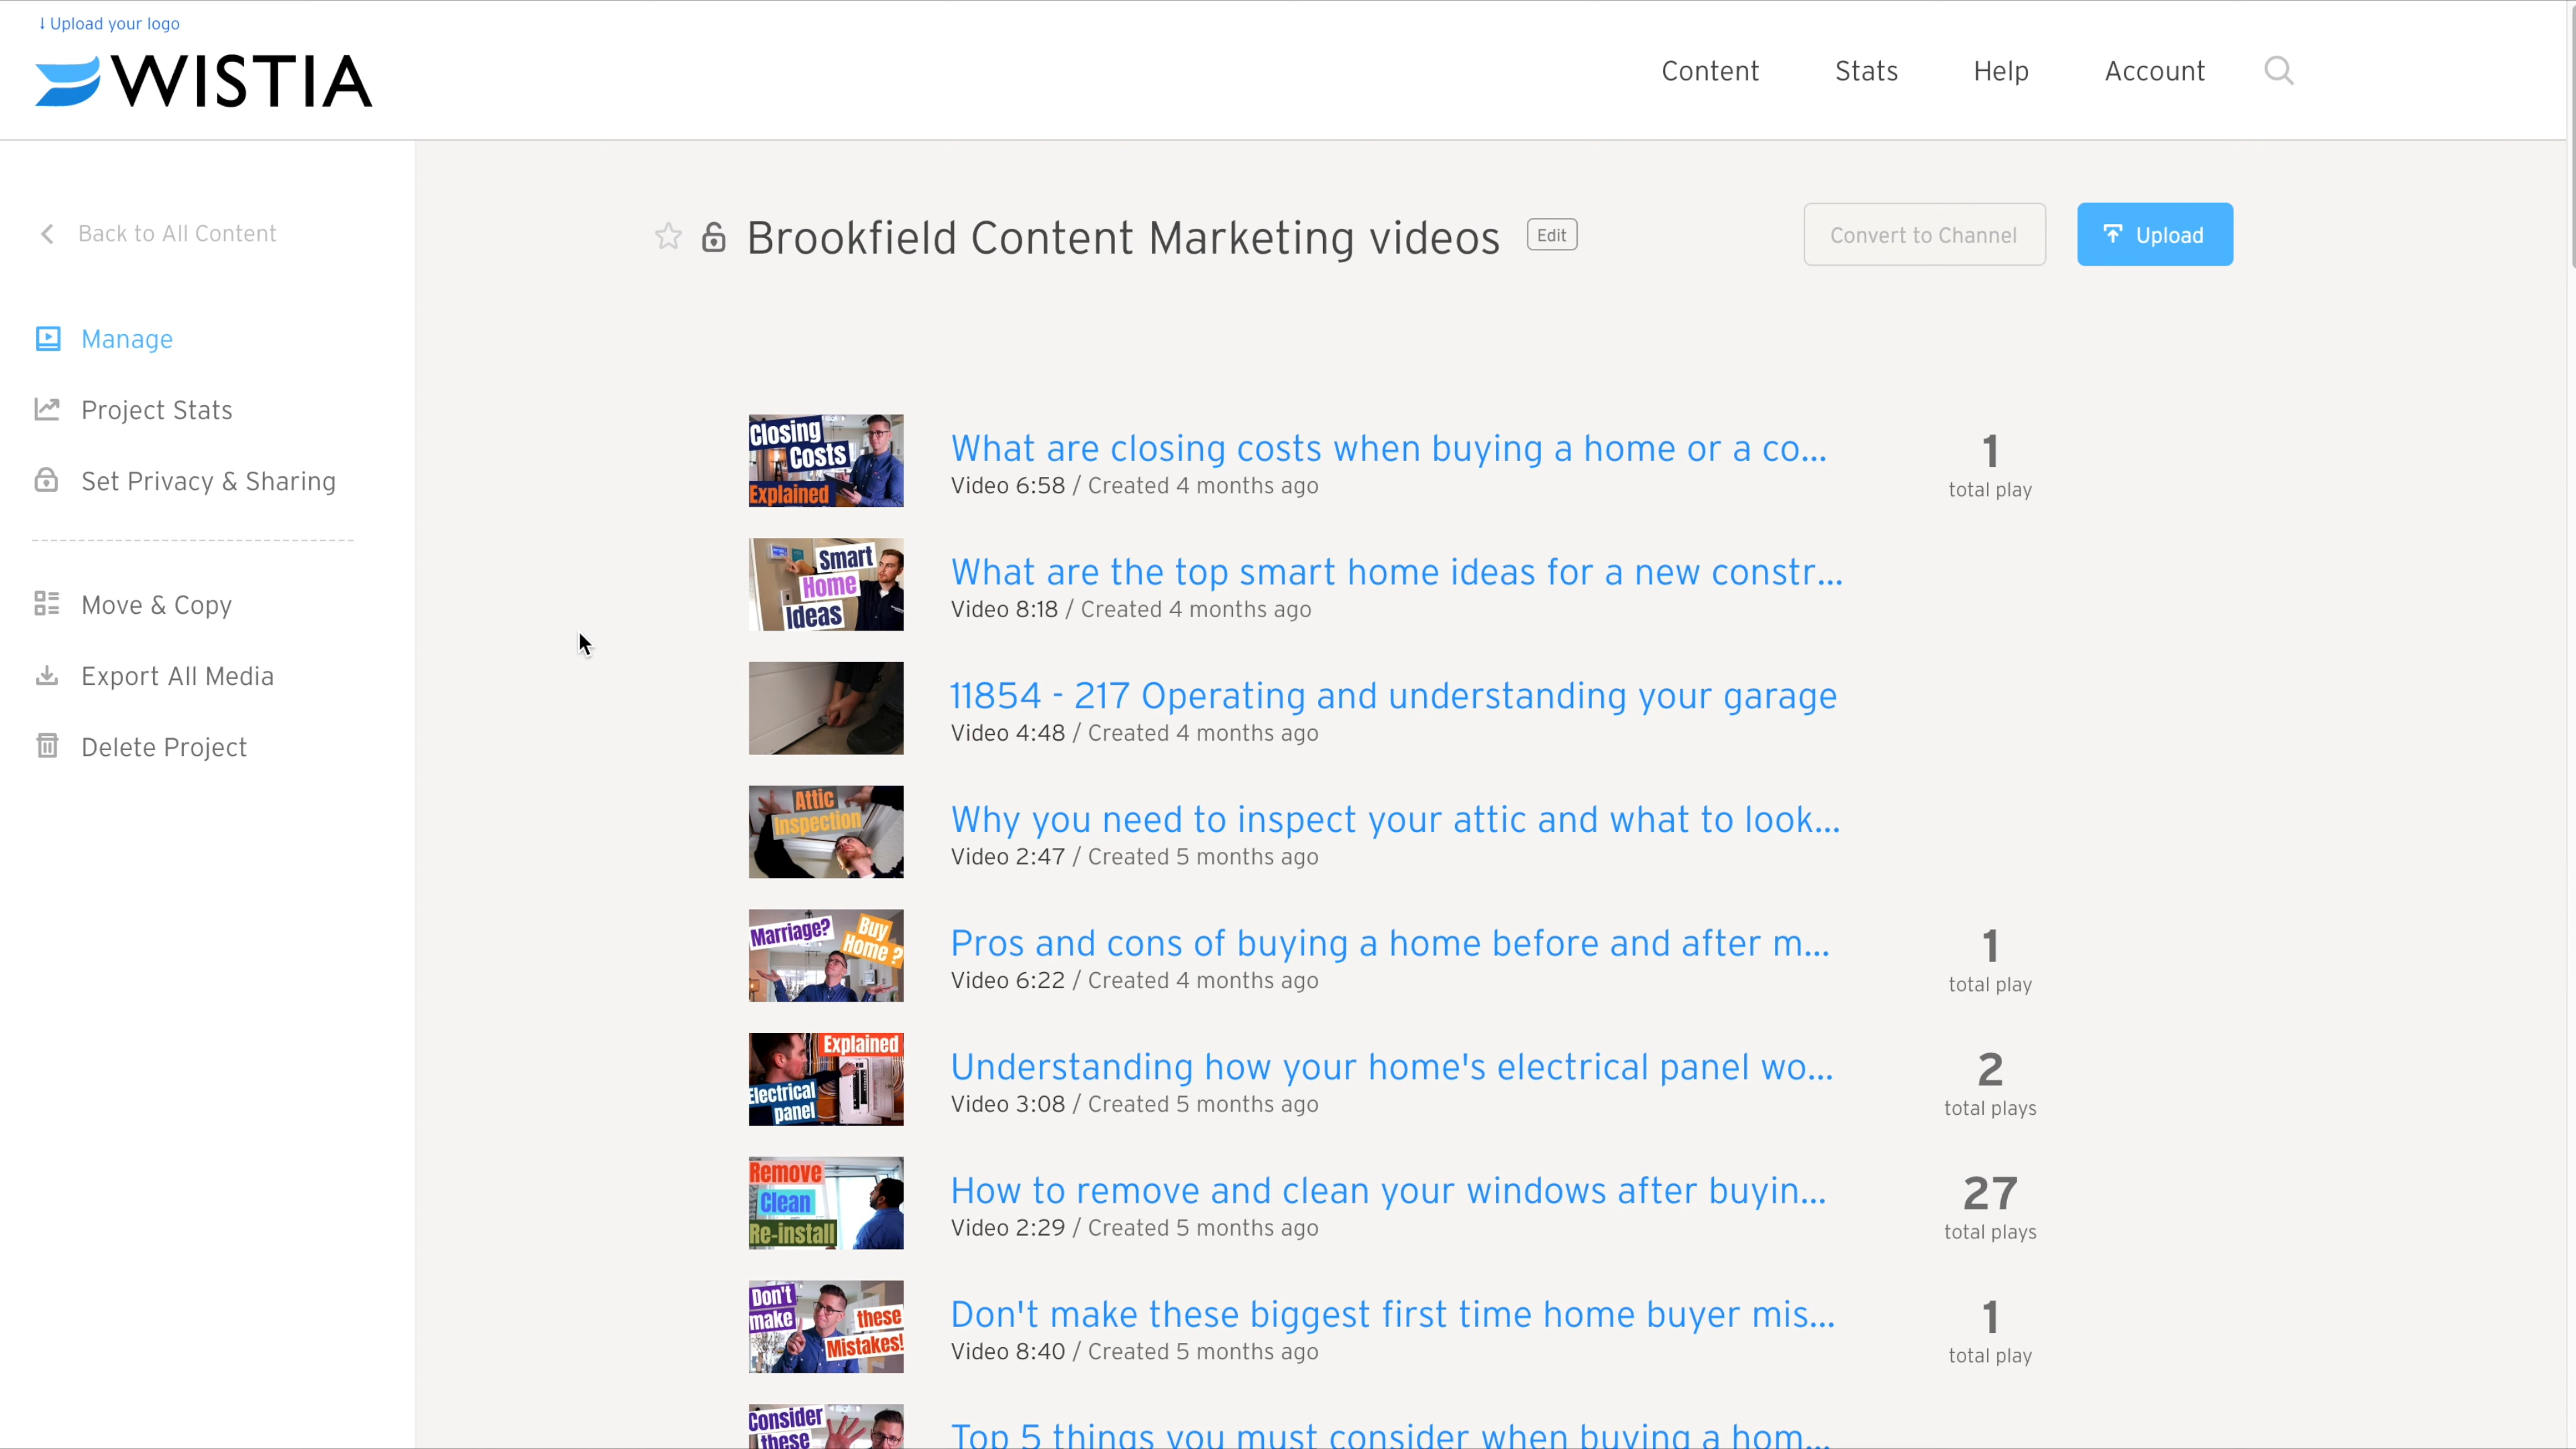 ↓ Upload your logo
WISTIA
Content Stats Help Account
Back to All Content
Manage
Project Stats
Set Privacy & Sharing
Move & Copy
Export All Media
Delete Project
Brookfield Content Marketing videos Edit Convert to Channel Upload
Closing
Costs
Explained
What are closing costs when buying a home or a co...
Video 6:58 / Created 4 months ago
1
total play
Smart
Home
Ideas
What are the top smart home ideas for a new constr...
Video 8:18 / Created 4 months ago
11854 - 217 Operating and understanding your garage
Video 4:48 / Created 4 months ago
Attic
Inspection
Why you need to inspect your attic and what to look...
Video 2:47 / Created 5 months ago
Marriage?
Buy
Home ?
Pros and cons of buying a home before and after m...
Video 6:22 / Created 4 months ago
1
total play
Explained
Electrical
panel
Understanding how your home's electrical panel wo...
Video 3:08 / Created 5 months ago
2
total plays
Remove
Clean
Re-install
How to remove and clean your windows after buyin...
Video 2:29 / Created 5 months ago
27
total plays
Don't
make
these
Mistakes!
Don't make these biggest first time home buyer mis...
Video 8:40 / Created 5 months ago
1
total play
Consider
these
Top 5 things you must consider when buying a hom...